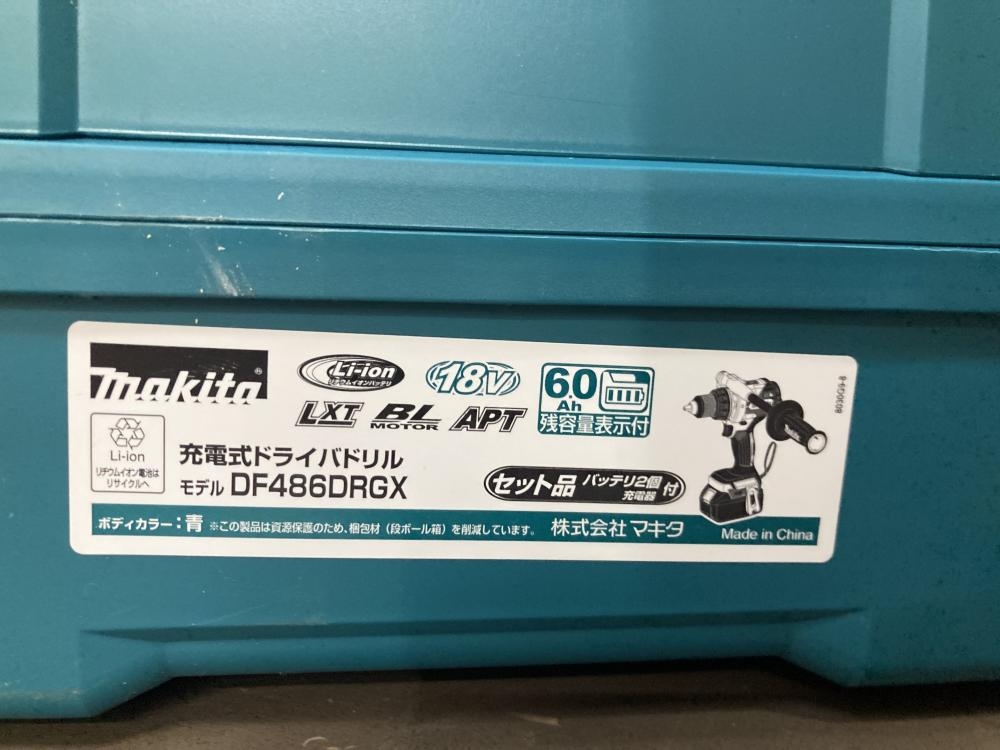 makita®
Li-ion
リチウムイオンバッテリ
18V
6.0
Ah
残容量表示付
LXT BL MOTOR APT
Li-ion
リチウムイオン電池は
リサイクルへ
充電式ドライバドリル
モデル DF486DRGX
セット品 バッテリ2個 充電器 付
ボディカラー:青 ※この製品は資源保護のため、梱包材(段ボール箱)を削減しています。 株式会社 マキタ Made in China